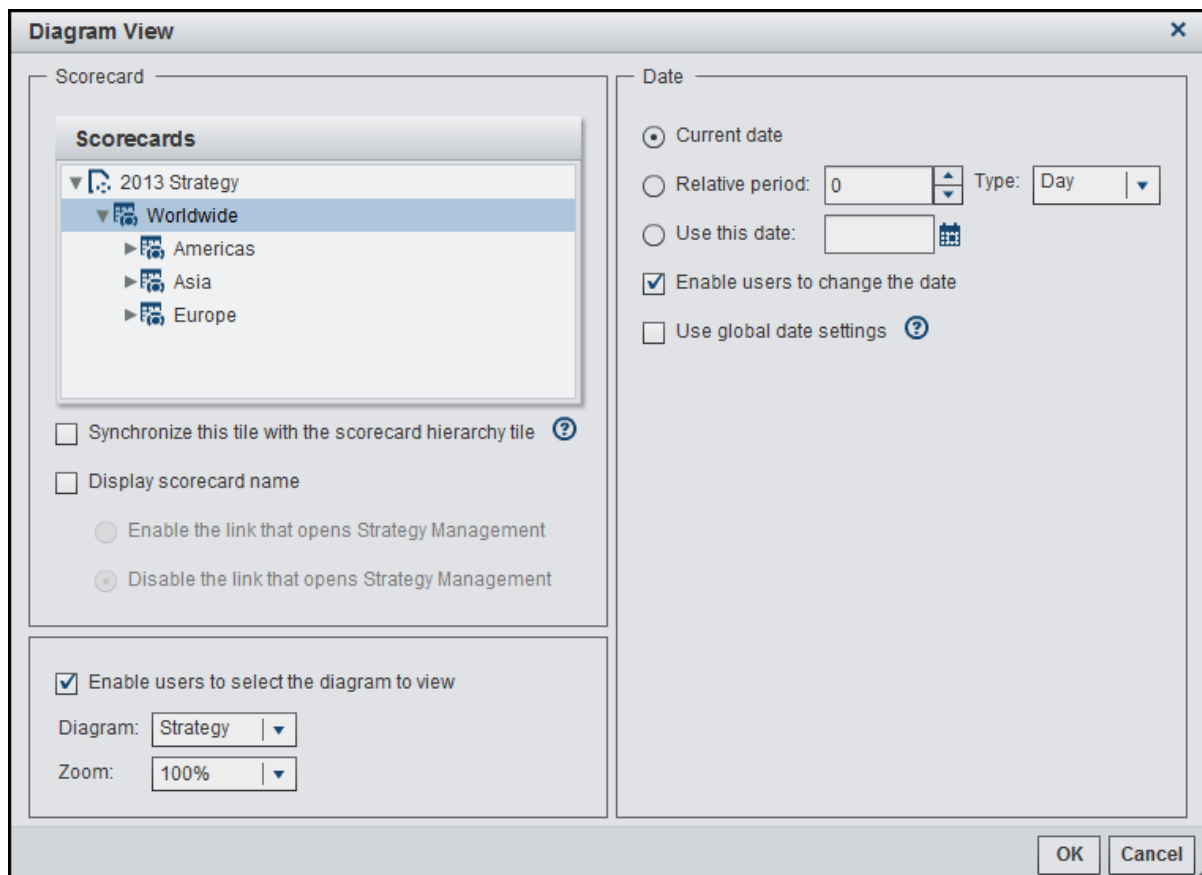 Diagram View
Scorecard
Scorecards
2013 Strategy
Worldwide
Americas
Asia
Europe
Synchronize this tile with the scorecard hierarchy tile ?
Display scorecard name
Enable the link that opens Strategy Management
Disable the link that opens Strategy Management
Enable users to select the diagram to view
Diagram: Strategy
Zoom: 100%
Date
Current date
Relative period: 0 Type: Day
Use this date:
Enable users to change the date
Use global date settings ?
OK Cancel